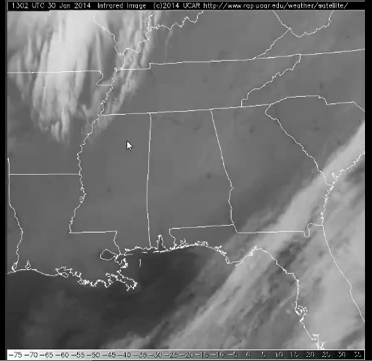 1302 UTC 30 Jan 2014 Infrared Image (c)2014 UCAR http://www.rap.ucar.edu/weather/satellite/
-75 -70 -65 -60 -55 -50 -45 -40 -35 -30 -25 -20 -15 -10 -5 0 5 10 15 20 25 30 35